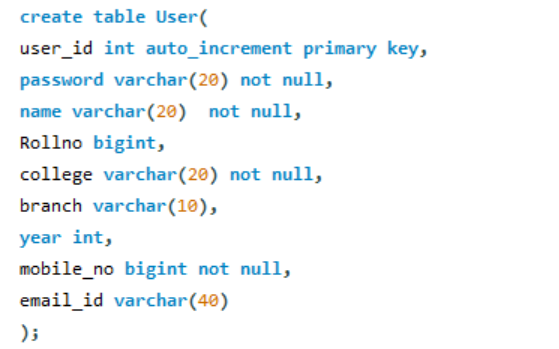 create table User(
user_id int auto_increment primary key,
password varchar(20) not null,
name varchar(20)  not null,
Rollno bigint,
college varchar(20) not null,
branch varchar(10),
year int,
mobile_no bigint not null,
email_id varchar(40)
);